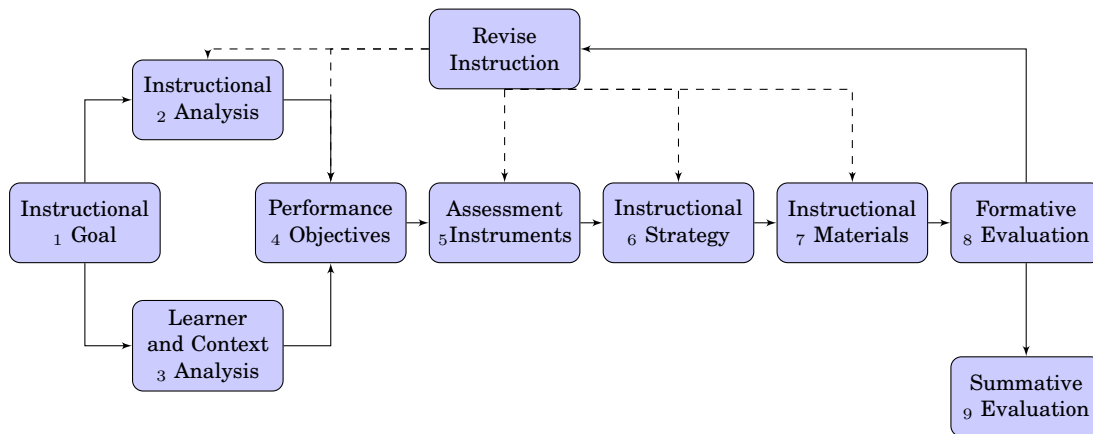 Revise
Instruction
Instructional
2 Analysis
Instructional
1 Goal
Performance
4 Objectives
Assessment
5Instruments
Instructional
6 Strategy
Instructional
7 Materials
Formative
8 Evaluation
Learner
and Context
3 Analysis
Summative
9 Evaluation